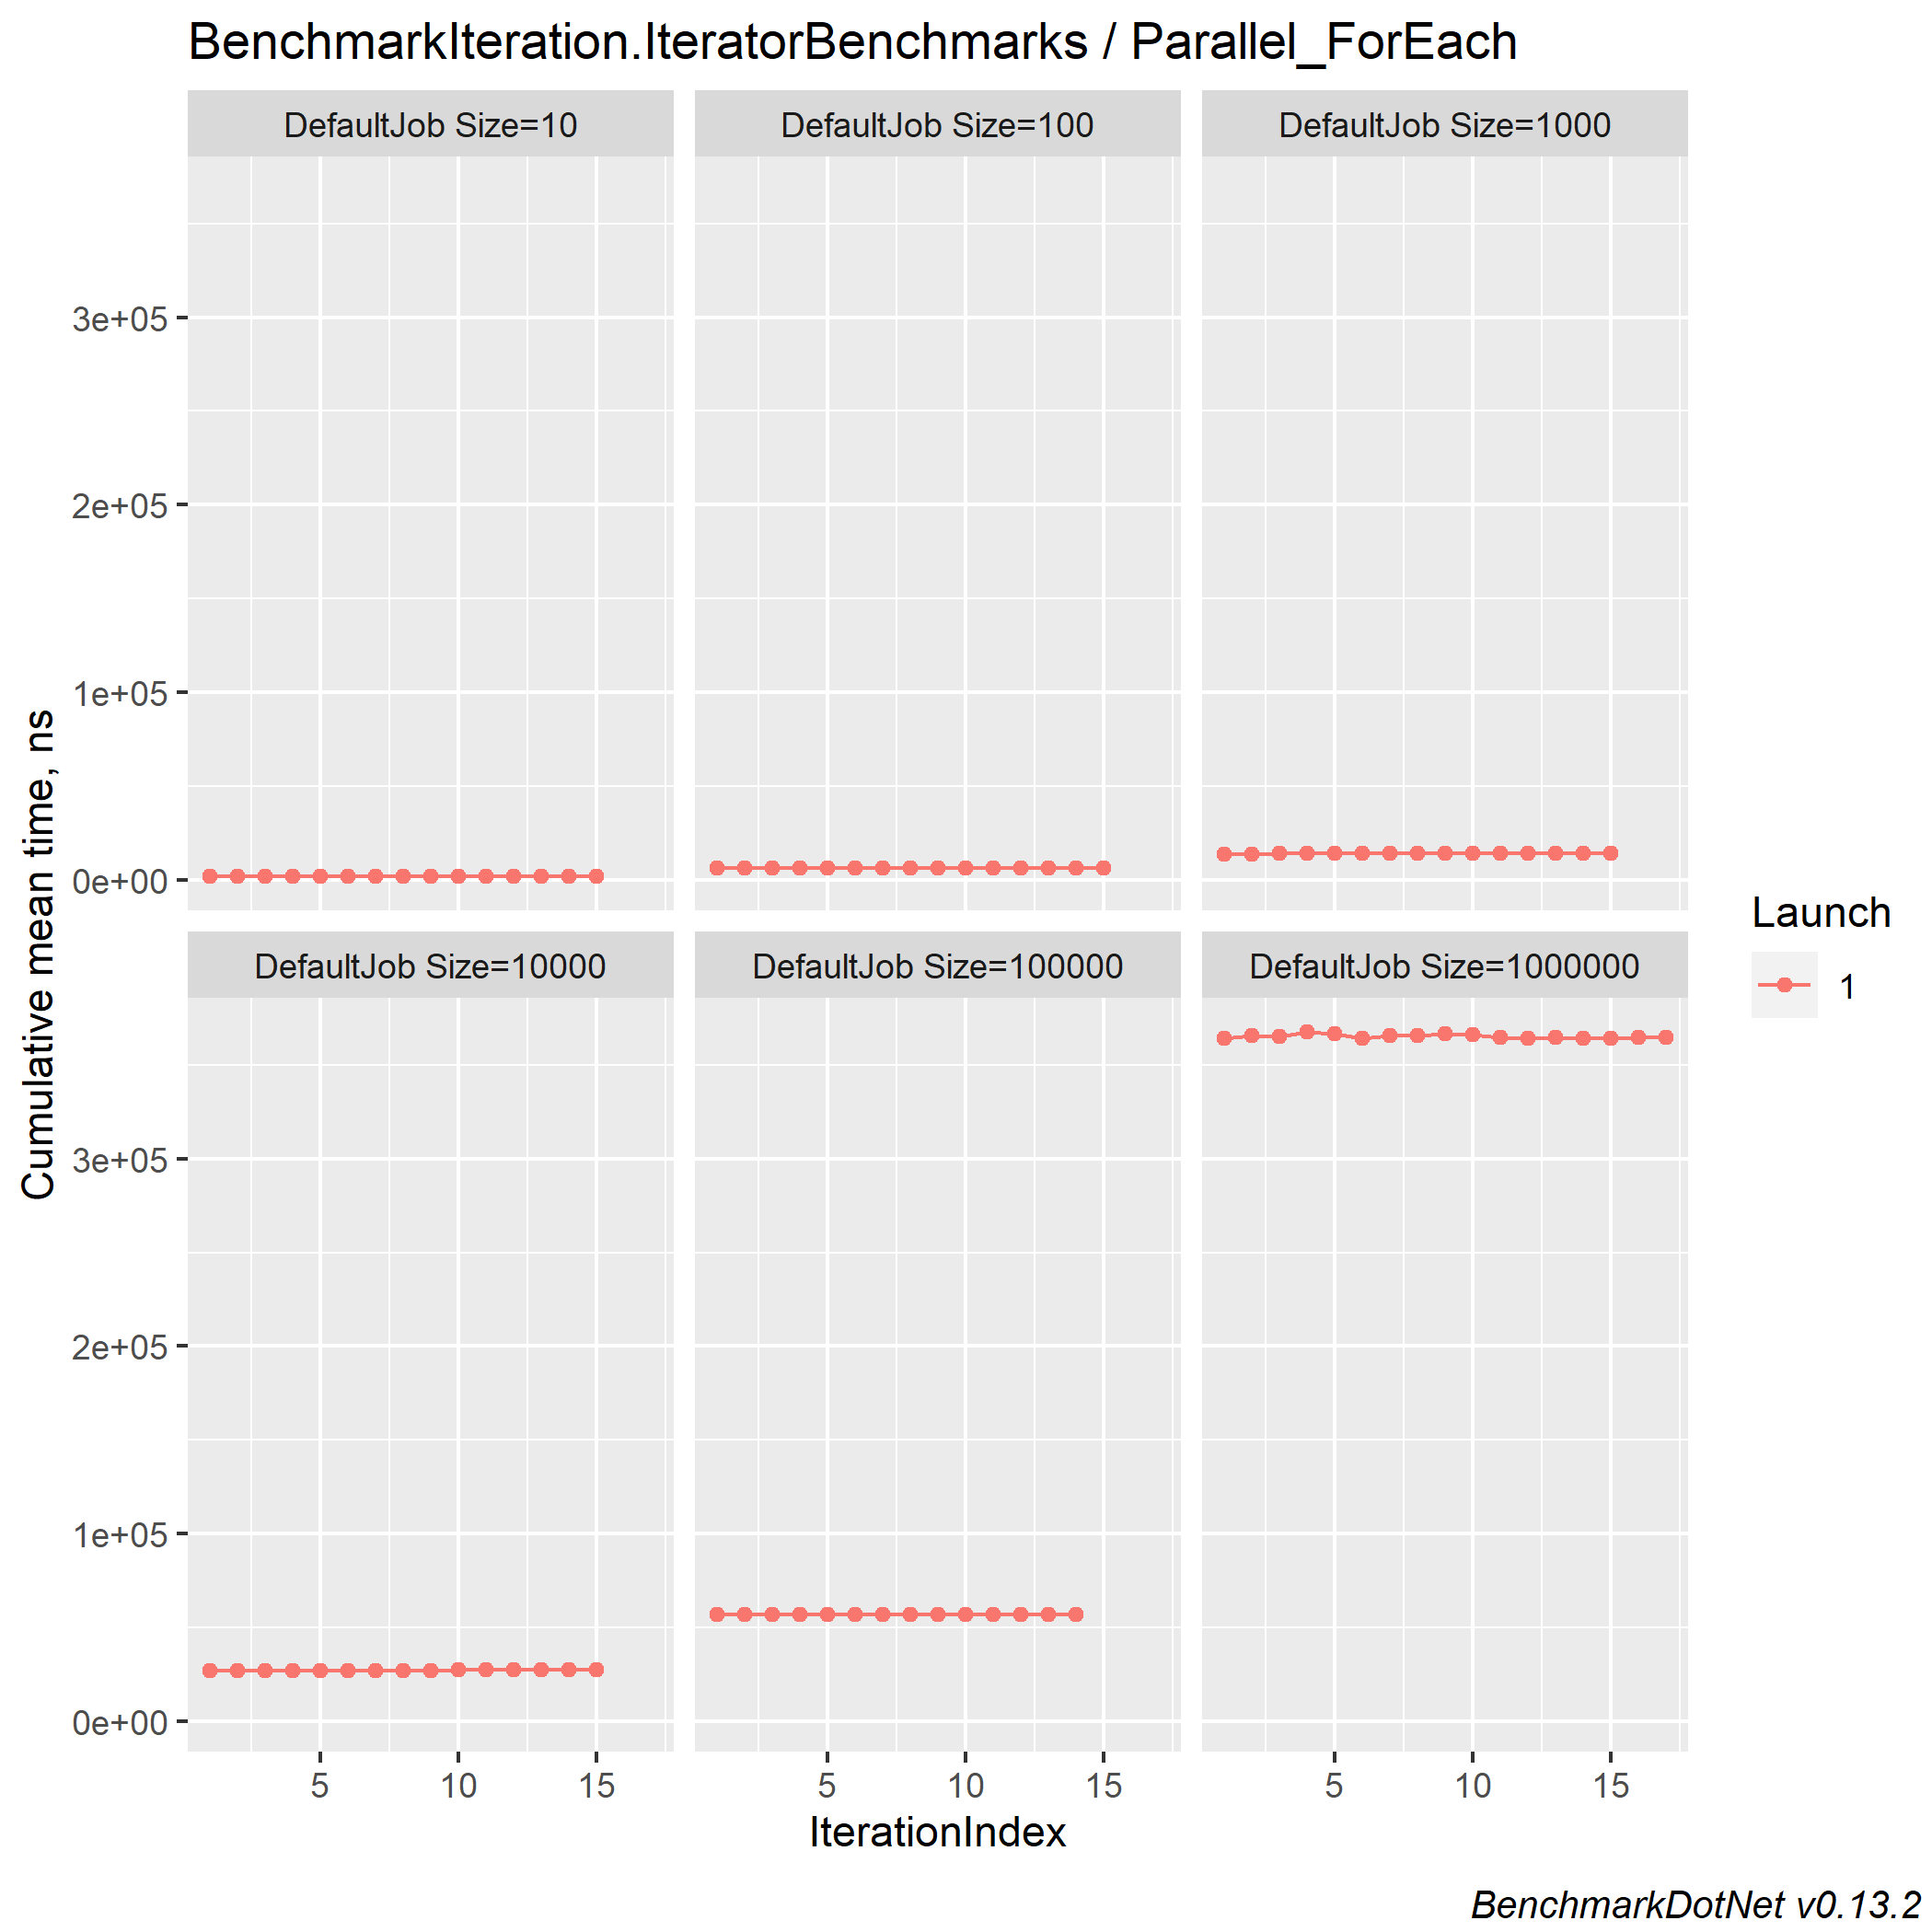 BenchmarkIteration.IteratorBenchmarks / Parallel_ForEach
DefaultJob Size=10
DefaultJob Size=100
DefaultJob Size=1000
3e+05
2e+05
1e+05
0e+00
DefaultJob Size=10000
DefaultJob Size=100000
DefaultJob Size=1000000
3e+05
2e+05
1e+05
0e+00
5 10 15
5 10 15
5 10 15
IterationIndex
Cumulative mean time, ns
Launch
1
BenchmarkDotNet v0.13.2